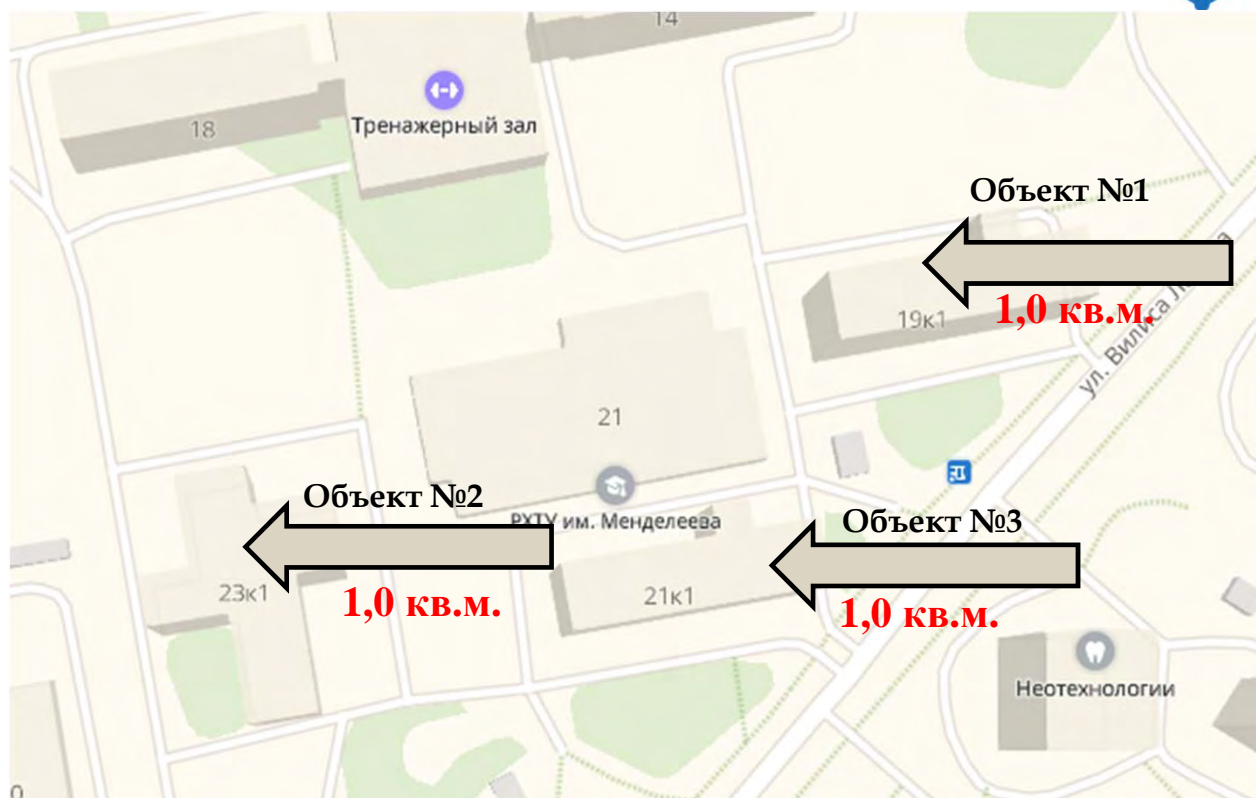 14
18
Тренажерный зал
Объект №1
19к1
1,0 кв.м.
ул. Вилиса
21
Объект №2
РХТУ им. Менделеева
Объект №3
23к1
1,0 кв.м.
21к1
1,0 кв.м.
Неотехнологии
0